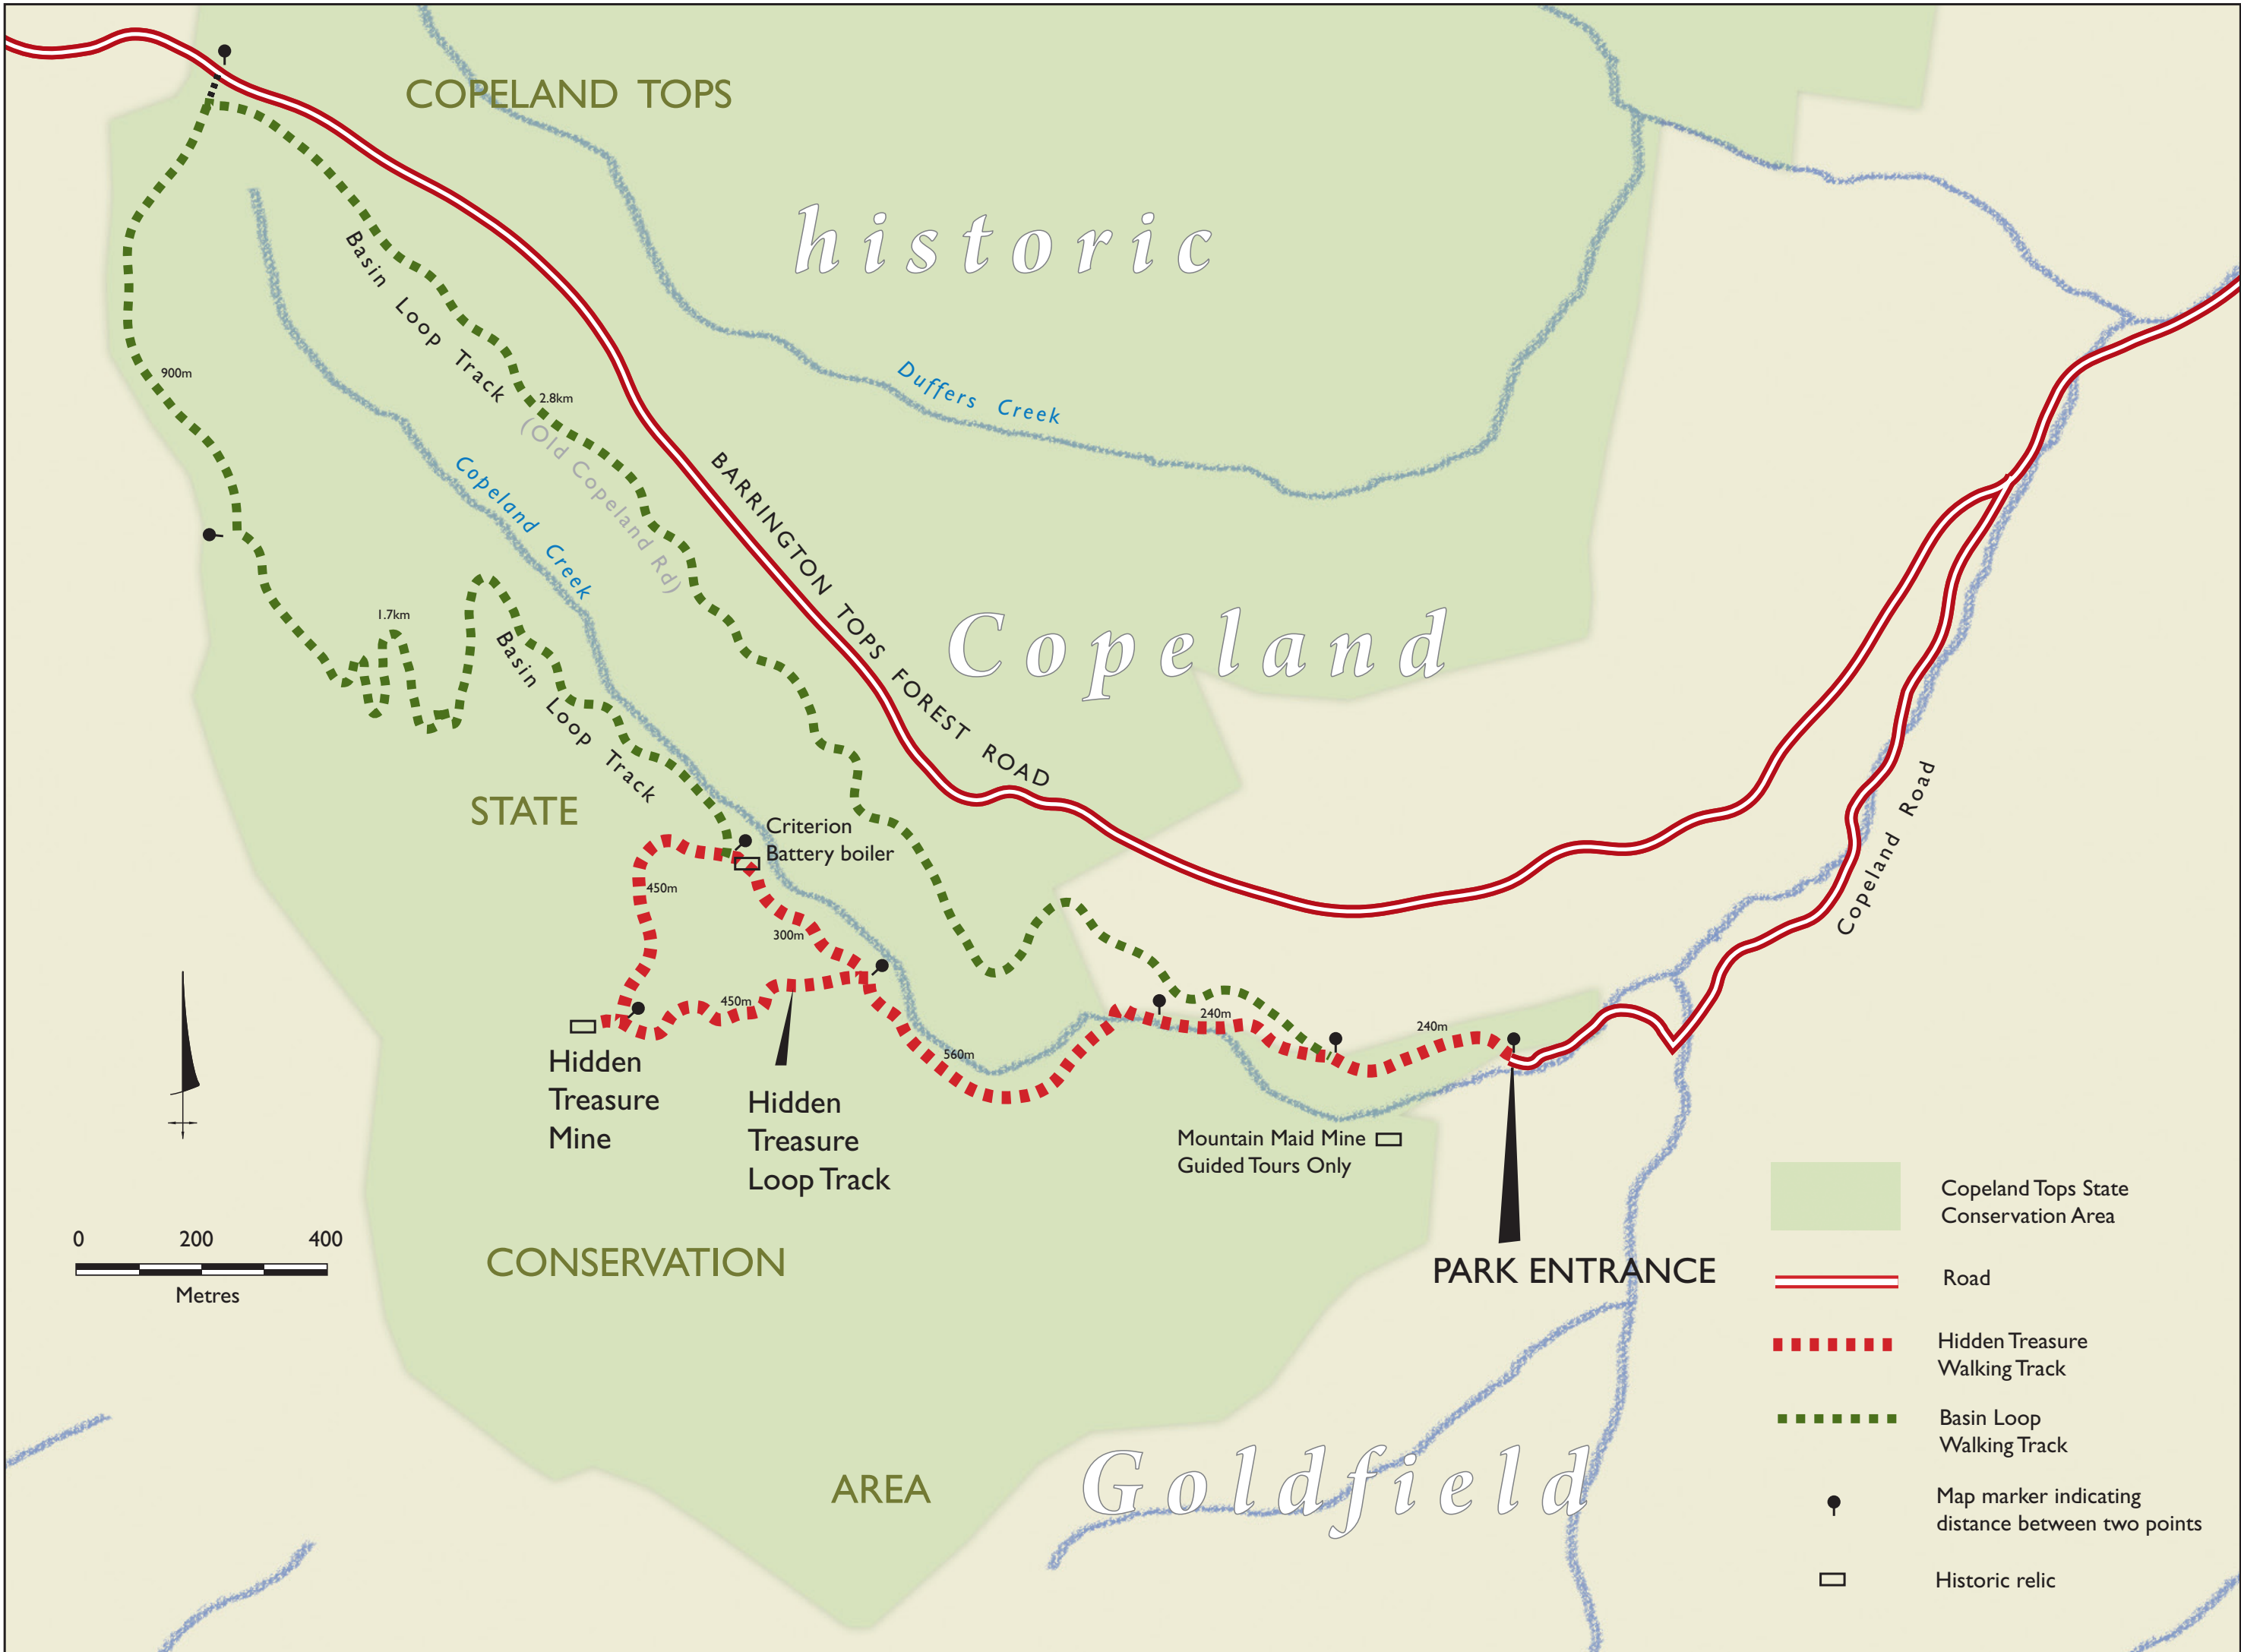 COPELAND TOPS
historic
Basin Loop Track
900m
2.8km
(Old Copeland Rd)
Duffers Creek
Copeland Creek
BARRINGTON TOPS FOREST ROAD
1.7km
Copeland
Basin Loop Track
STATE
Criterion
Battery boiler
Copeland Road
450m
300m
450m
240m
240m
560m
Hidden
Treasure
Mine
Hidden
Treasure
Loop Track
Mountain Maid Mine
Guided Tours Only
PARK ENTRANCE
0 200 400
Metres
CONSERVATION
AREA
Goldfield
Copeland Tops State
Conservation Area
Road
Hidden Treasure
Walking Track
Basin Loop
Walking Track
Map marker indicating
distance between two points
Historic relic